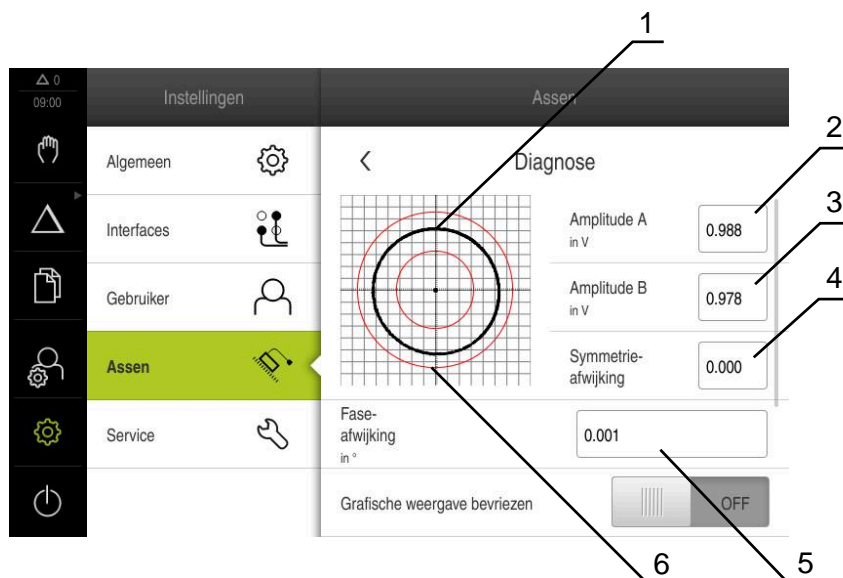 1
0
09:00
Instellingen
Assen
Algemeen
Diagnose
2
Amplitude A
in V
0.988
Interfaces
3
Amplitude B
in V
0.978
Gebruiker
4
Symmetrie-
afwijking
0.000
Assen
Fase-
afwijking
in °
0.001
Service
Grafische weergave bevriezen
OFF
6
5